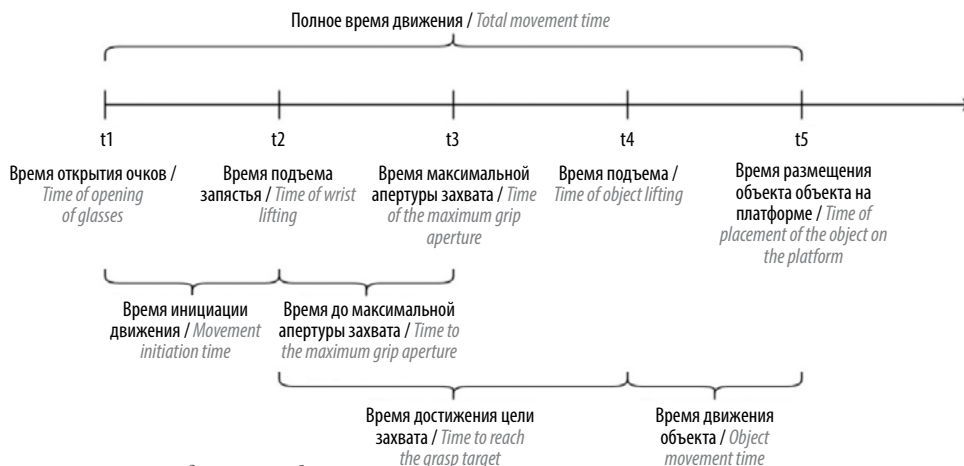 Полное время движения / Total movement time
t1
t2
t3
t4
t5
Время открытия очков /
Time of opening
of glasses
Время подъема
запястья / Time of wrist
lifting
Время максимальной
апертуры захвата / Time
of the maximum grip
aperture
Время подъема /
Time of object lifting
Время размещения
объекта объекта на
платформе / Time of
placement of the object on
the platform
Время инициации
движения / Movement
initiation time
Время до максимальной
апертуры захвата / Time to
the maximum grip aperture
Время достижения цели
захвата / Time to reach
the grasp target
Время движения
объекта / Object
movement time